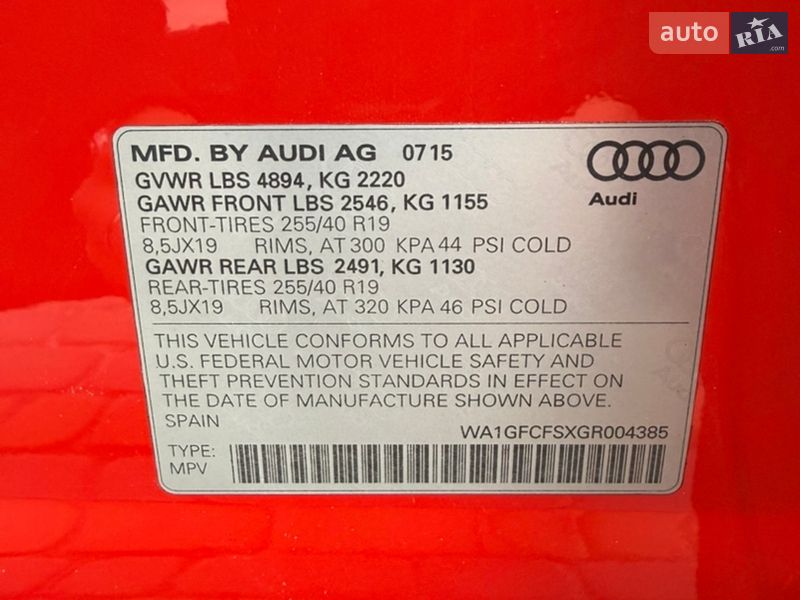 auto RIA .com
MFD. BY AUDI AG 0715
GVWR LBS 4894, KG 2220
GAWR FRONT LBS 2546, KG 1155
FRONT-TIRES 255/40 R19
8,5JX19 RIMS, AT 300 KPA 44 PSI COLD
GAWR REAR LBS 2491, KG 1130
REAR-TIRES 255/40 R19
8,5JX19 RIMS, AT 320 KPA 46 PSI COLD
Audi
THIS VEHICLE CONFORMS TO ALL APPLICABLE
U.S. FEDERAL MOTOR VEHICLE SAFETY AND
THEFT PREVENTION STANDARDS IN EFFECT ON
THE DATE OF MANUFACTURE SHOWN ABOVE.
SPAIN
WA1GFCFSXGR004385
TYPE:
MPV